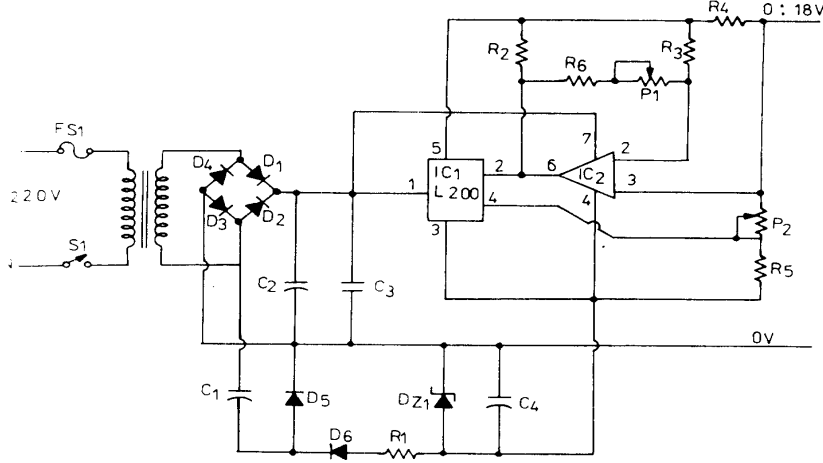 R4
0 : 18V
R2
R3
R6
P1
FS1
5
7
2
D4
D1
IC1
L200
2
6
IC2
3
220V
1
4
4
D3
D2
P2
3
S1
R5
C2
C3
0V
C1
D5
DZ1
C4
D6
R1